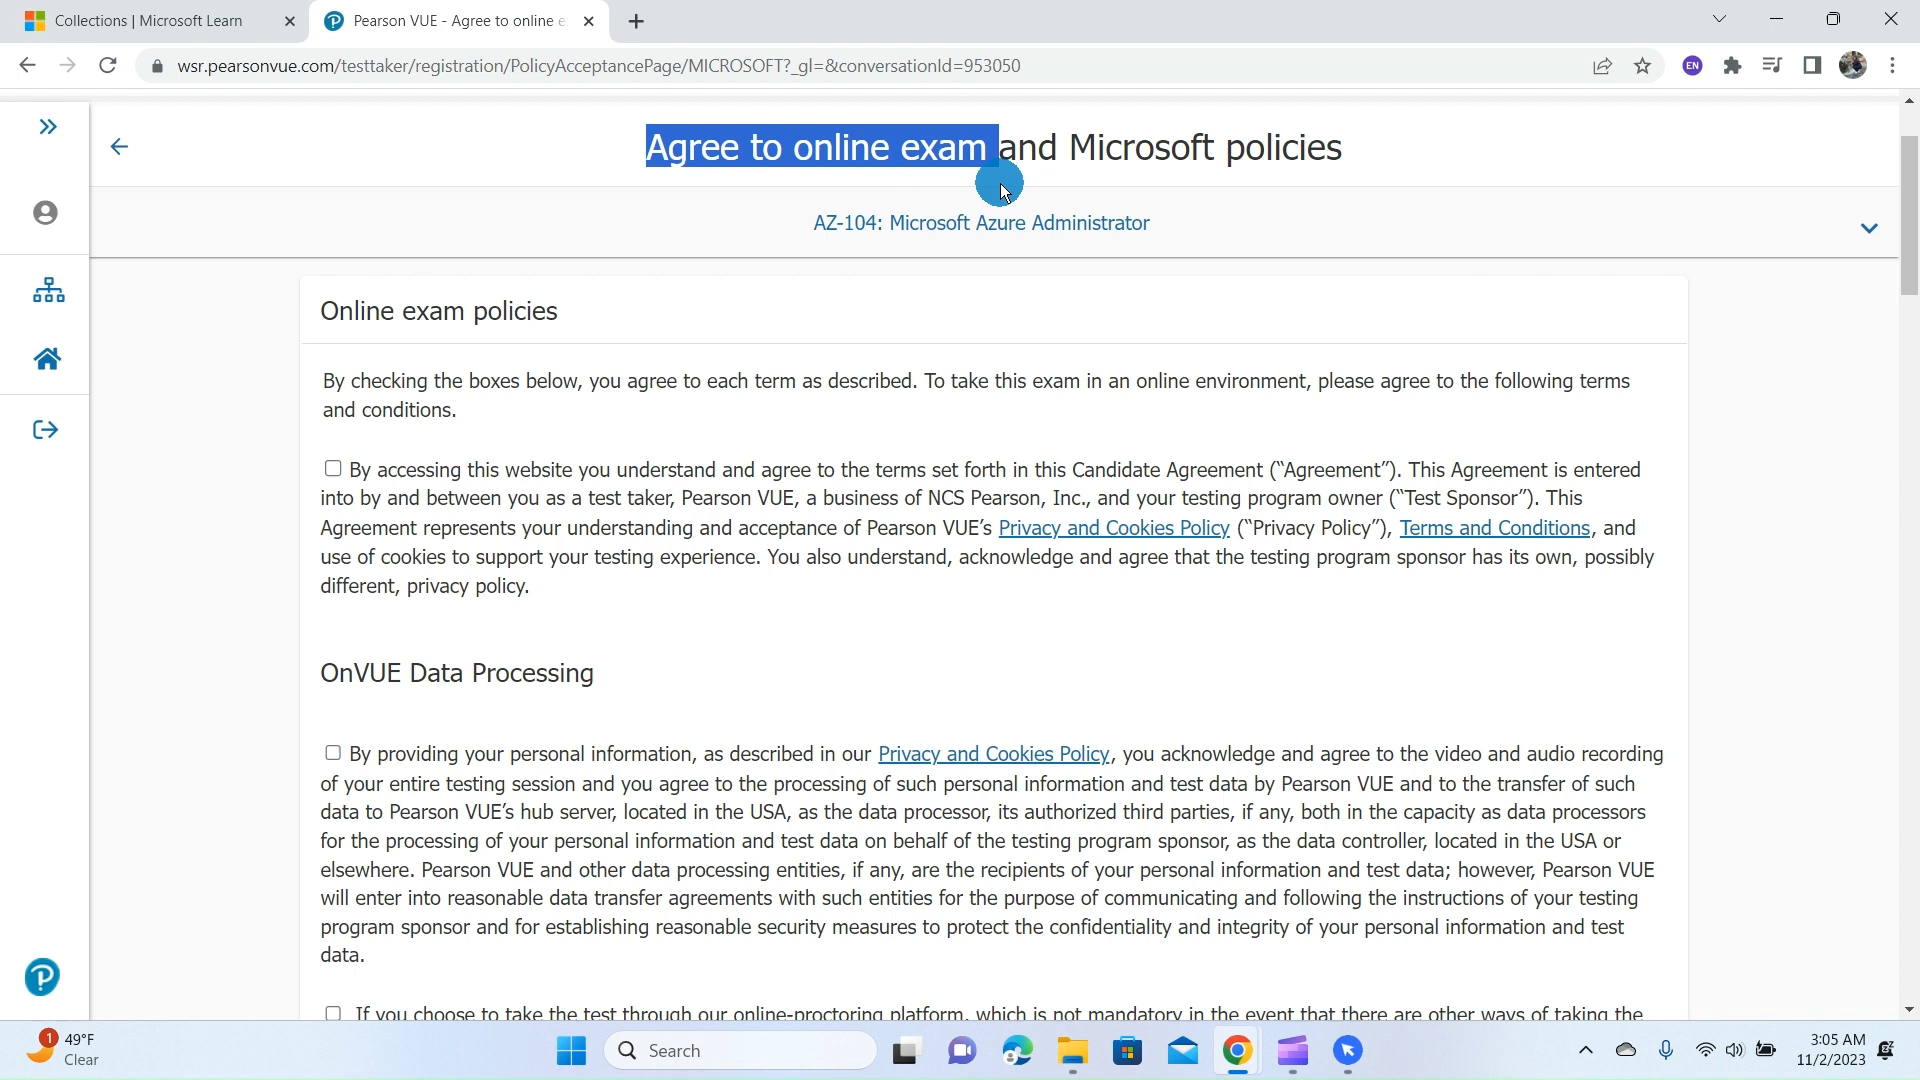 Collections | Microsoft Learn
Pearson VUE - Agree to online e
wsr.pearsonvue.com/testtaker/registration/PolicyAcceptancePage/MICROSOFT?_gl=&conversationId=953050
EN
Agree to online exam and Microsoft policies
AZ-104: Microsoft Azure Administrator
Online exam policies
By checking the boxes below, you agree to each term as described. To take this exam in an online environment, please agree to the following terms
and conditions.
By accessing this website you understand and agree to the terms set forth in this Candidate Agreement (“Agreement”). This Agreement is entered
into by and between you as a test taker, Pearson VUE, a business of NCS Pearson, Inc., and your testing program owner (“Test Sponsor”). This
Agreement represents your understanding and acceptance of Pearson VUE’s Privacy and Cookies Policy (“Privacy Policy”), Terms and Conditions, and
use of cookies to support your testing experience. You also understand, acknowledge and agree that the testing program sponsor has its own, possibly
different, privacy policy.
OnVUE Data Processing
By providing your personal information, as described in our Privacy and Cookies Policy, you acknowledge and agree to the video and audio recording
of your entire testing session and you agree to the processing of such personal information and test data by Pearson VUE and to the transfer of such
data to Pearson VUE’s hub server, located in the USA, as the data processor, its authorized third parties, if any, both in the capacity as data processors
for the processing of your personal information and test data on behalf of the testing program sponsor, as the data controller, located in the USA or
elsewhere. Pearson VUE and other data processing entities, if any, are the recipients of your personal information and test data; however, Pearson VUE
will enter into reasonable data transfer agreements with such entities for the purpose of communicating and following the instructions of your testing
program sponsor and for establishing reasonable security measures to protect the confidentiality and integrity of your personal information and test
data.
If you choose to take the test through our online-proctoring platform, which is not mandatory in the event that there are other ways of taking the
1
49°F
Clear
Search
3:05 AM
11/2/2023